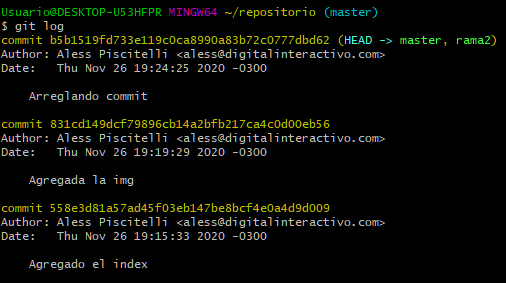 Usuario@DESKTOP-U53HFPR MINGW64 ~/repositorio (master)
$ git log
commit b5b1519fd733e119c0ca8990a83b72c0777dbd62 (HEAD -> master, rama2)
Author: Aless Piscitelli <aless@digitalinteractivo.com>
Date:   Thu Nov 26 19:24:25 2020 -0300
    Arreglando commit
commit 831cd149dcf79896cb14a2bfb217ca4c0d00eb56
Author: Aless Piscitelli <aless@digitalinteractivo.com>
Date:   Thu Nov 26 19:19:29 2020 -0300
    Agregada la img
commit 558e3d81a57ad45f03eb147be8bcf4e0a4d9d009
Author: Aless Piscitelli <aless@digitalinteractivo.com>
Date:   Thu Nov 26 19:15:33 2020 -0300
    Agregado el index